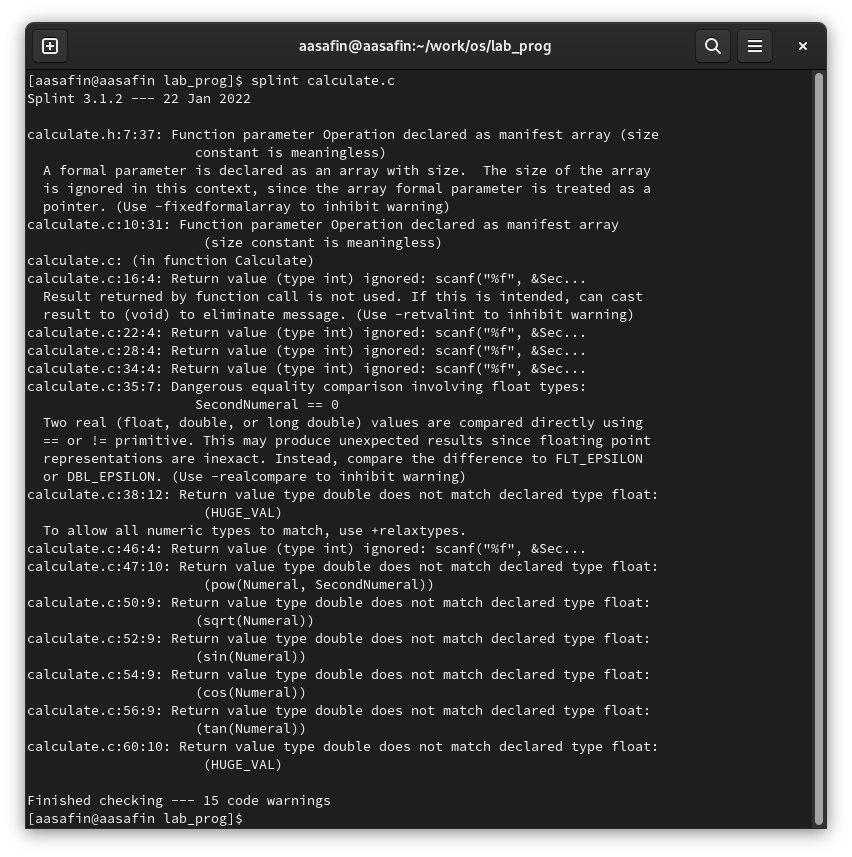 aasafin@aasafin:~/work/os/lab_prog
[aasafin@aasafin lab_prog]$ splint calculate.c
Splint 3.1.2 --- 22 Jan 2022

calculate.h:7:37: Function parameter Operation declared as manifest array (size
                     constant is meaningless)
  A formal parameter is declared as an array with size.  The size of the array
  is ignored in this context, since the array formal parameter is treated as a
  pointer. (Use -fixedformalarray to inhibit warning)
calculate.c:10:31: Function parameter Operation declared as manifest array
                      (size constant is meaningless)
calculate.c: (in function Calculate)
calculate.c:16:4: Return value (type int) ignored: scanf("%f", &Sec...
  Result returned by function call is not used. If this is intended, can cast
  result to (void) to eliminate message. (Use -retvalint to inhibit warning)
calculate.c:22:4: Return value (type int) ignored: scanf("%f", &Sec...
calculate.c:28:4: Return value (type int) ignored: scanf("%f", &Sec...
calculate.c:34:4: Return value (type int) ignored: scanf("%f", &Sec...
calculate.c:35:7: Dangerous equality comparison involving float types:
                     SecondNumeral == 0
  Two real (float, double, or long double) values are compared directly using
  == or != primitive. This may produce unexpected results since floating point
  representations are inexact. Instead, compare the difference to FLT_EPSILON
  or DBL_EPSILON. (Use -realcompare to inhibit warning)
calculate.c:38:12: Return value type double does not match declared type float:
                      (HUGE_VAL)
  To allow all numeric types to match, use +relaxtypes.
calculate.c:46:4: Return value (type int) ignored: scanf("%f", &Sec...
calculate.c:47:10: Return value type double does not match declared type float:
                      (pow(Numeral, SecondNumeral))
calculate.c:50:9: Return value type double does not match declared type float:
                     (sqrt(Numeral))
calculate.c:52:9: Return value type double does not match declared type float:
                     (sin(Numeral))
calculate.c:54:9: Return value type double does not match declared type float:
                     (cos(Numeral))
calculate.c:56:9: Return value type double does not match declared type float:
                     (tan(Numeral))
calculate.c:60:10: Return value type double does not match declared type float:
                      (HUGE_VAL)

Finished checking --- 15 code warnings
[aasafin@aasafin lab_prog]$